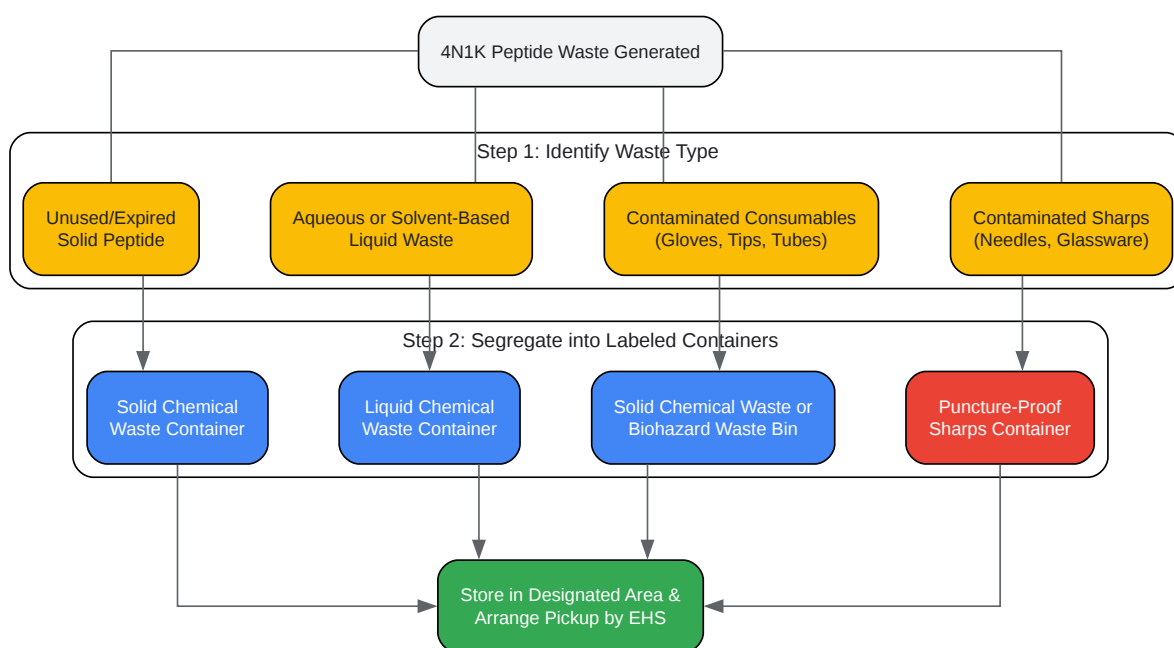 4N1K Peptide Waste Generated
Step 1: Identify Waste Type
Unused/Expired
Solid Peptide
Aqueous or Solvent-Based
Liquid Waste
Contaminated Consumables
(Gloves, Tips, Tubes)
Contaminated Sharps
(Needles, Glassware)
Step 2: Segregate into Labeled Containers
Solid Chemical
Waste Container
Liquid Chemical
Waste Container
Solid Chemical Waste or
Biohazard Waste Bin
Puncture-Proof
Sharps Container
Store in Designated Area &
Arrange Pickup by EHS